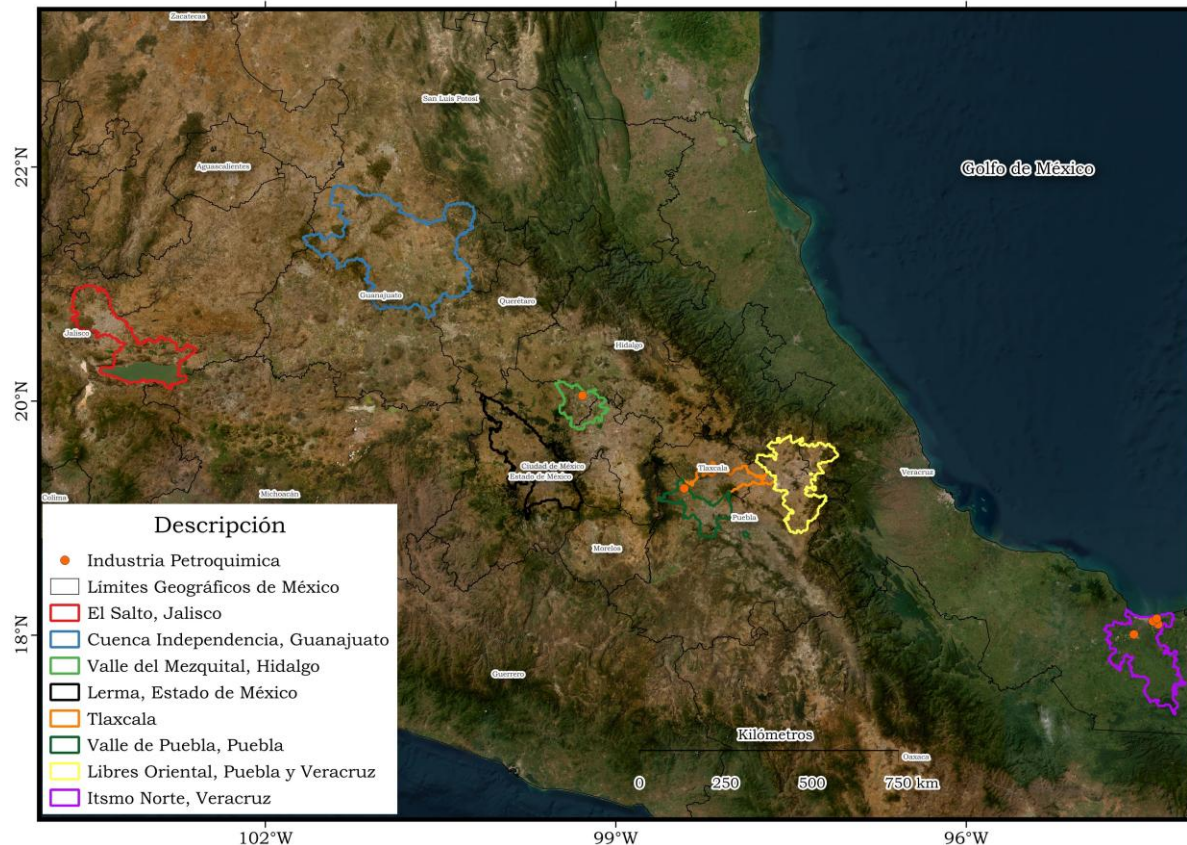 Zacatecas
San Luis Potosí
Aguascalientes
22°N
Golfo de México
Guanajuato
Querétaro
Jalisco
Hidalgo
20°N
Ciudad de México
Estado de México
Tlaxcala
Veracruz
Colima
Michoacán
Puebla
Morelos
18°N
Guerrero
Oaxaca
Descripción
Industria Petroquimica
Límites Geográficos de México
El Salto, Jalisco
Cuenca Independencia, Guanajuato
Valle del Mezquital, Hidalgo
Lerma, Estado de México
Tlaxcala
Valle de Puebla, Puebla
Libres Oriental, Puebla y Veracruz
Itsmo Norte, Veracruz
Kilómetros
0 250 500 750 km
102°W 99°W 96°W